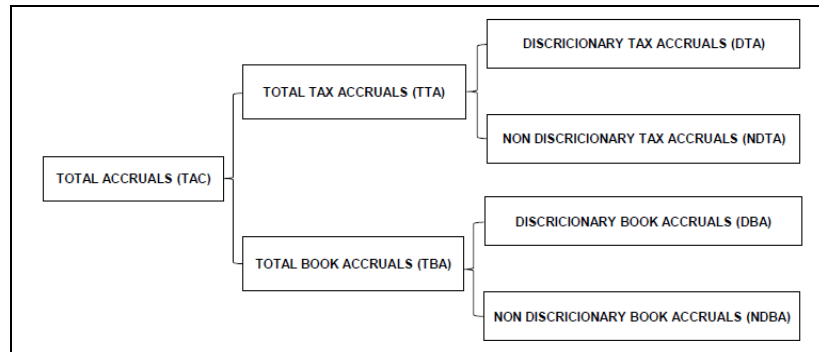 DISCRICIONARY TAX ACCRUALS (DTA)
TOTAL TAX ACCRUALS (TTA)
NON DISCRICIONARY TAX ACCRUALS (NDTA)
TOTAL ACCRUALS (TAC)
DISCRICIONARY BOOK ACCRUALS (DBA)
TOTAL BOOK ACCRUALS (TBA)
NON DISCRICIONARY BOOK ACCRUALS (NDBA)